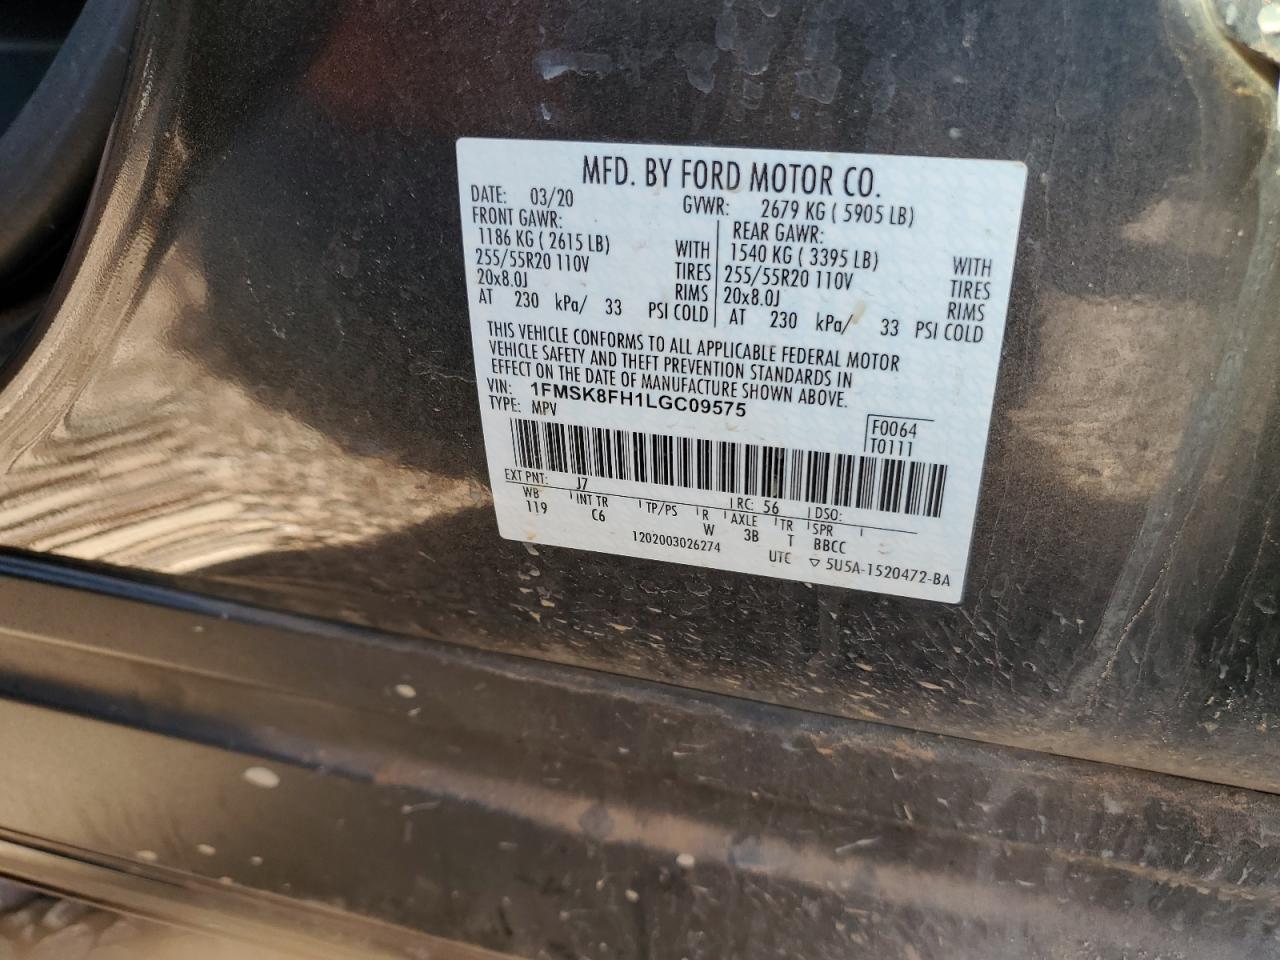 MFD. BY FORD MOTOR CO.
DATE: 03/20 GVWR: 2679 KG ( 5905 LB)
FRONT GAWR: REAR GAWR:
1186 KG ( 2615 LB) WITH 1540 KG ( 3395 LB) WITH
255/55R20 110V TIRES 255/55R20 110V TIRES
20x8.0J RIMS 20x8.0J RIMS
AT 230 kPa/ 33 PSI COLD AT 230 kPa/ 33 PSI COLD
THIS VEHICLE CONFORMS TO ALL APPLICABLE FEDERAL MOTOR
VEHICLE SAFETY AND THEFT PREVENTION STANDARDS IN
EFFECT ON THE DATE OF MANUFACTURE SHOWN ABOVE.
VIN: 1FMSK8FH1LGC09575
TYPE: MPV
F0064
T0111
EXT PNT: J7 RC: 56 DSO:
WB INT TR TP/PS R AXLE TR SPR
119 C6 W 3B T BBCC
1202003026274 UTC ▽ 5U5A-1520472-BA